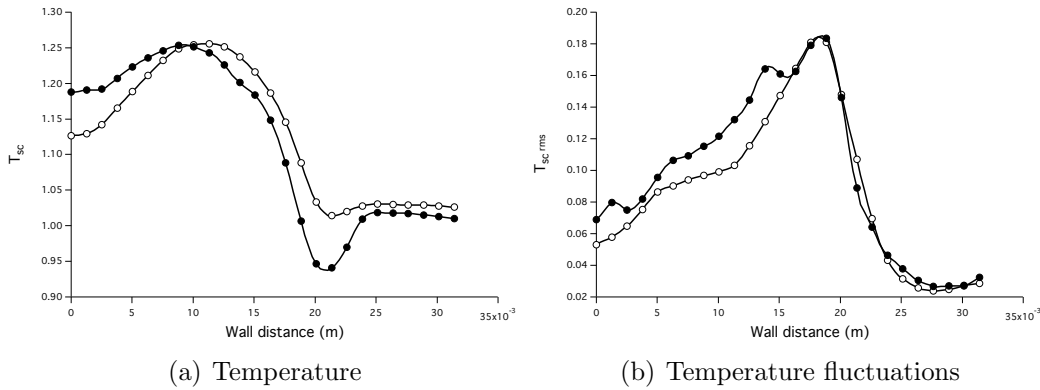 1.30
1.25
1.20
1.15
1.10
1.05
1.00
0.95
0.90
T_sc
0 5 10 15 20 25 30 35x10⁻³
Wall distance (m)
(a) Temperature
0.20
0.18
0.16
0.14
0.12
0.10
0.08
0.06
0.04
0.02
T_sc rms
0 5 10 15 20 25 30 35x10⁻³
Wall distance (m)
(b) Temperature fluctuations